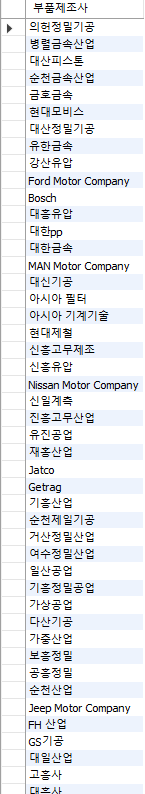 부품제조사
의헌정밀기공
병렬금속산업
대산피스톤
순천금속산업
금호금속
현대모비스
대산정밀기공
유한금속
강산유압
Ford Motor Company
Bosch
대흥유압
대한pp
대한금속
MAN Motor Company
대신기공
아시아 필터
아시아 기계기술
현대제철
신흥고무제조
신흥유압
Nissan Motor Company
신일계측
진흥고무산업
유진공업
재흥산업
Jatco
Getrag
기흥산업
순천제일기공
거산정밀산업
여수정밀산업
일산공업
기흥정밀공업
가상공업
다산기공
가중산업
보흥정밀
공흥정밀
순천산업
Jeep Motor Company
FH 산업
GS기공
대일산업
고흥사
대흥사